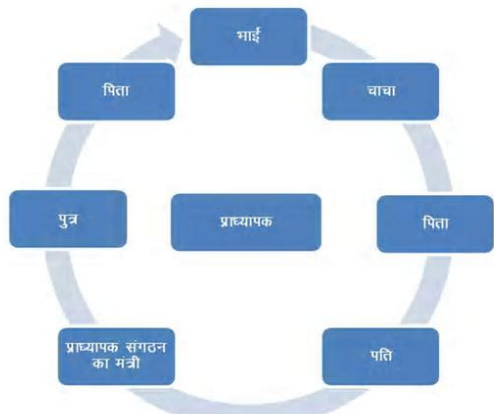 भाई
पिता
चाचा
पुत्र
प्राध्यापक
पिता
प्राध्यापक संगठन
का मंत्री
पति